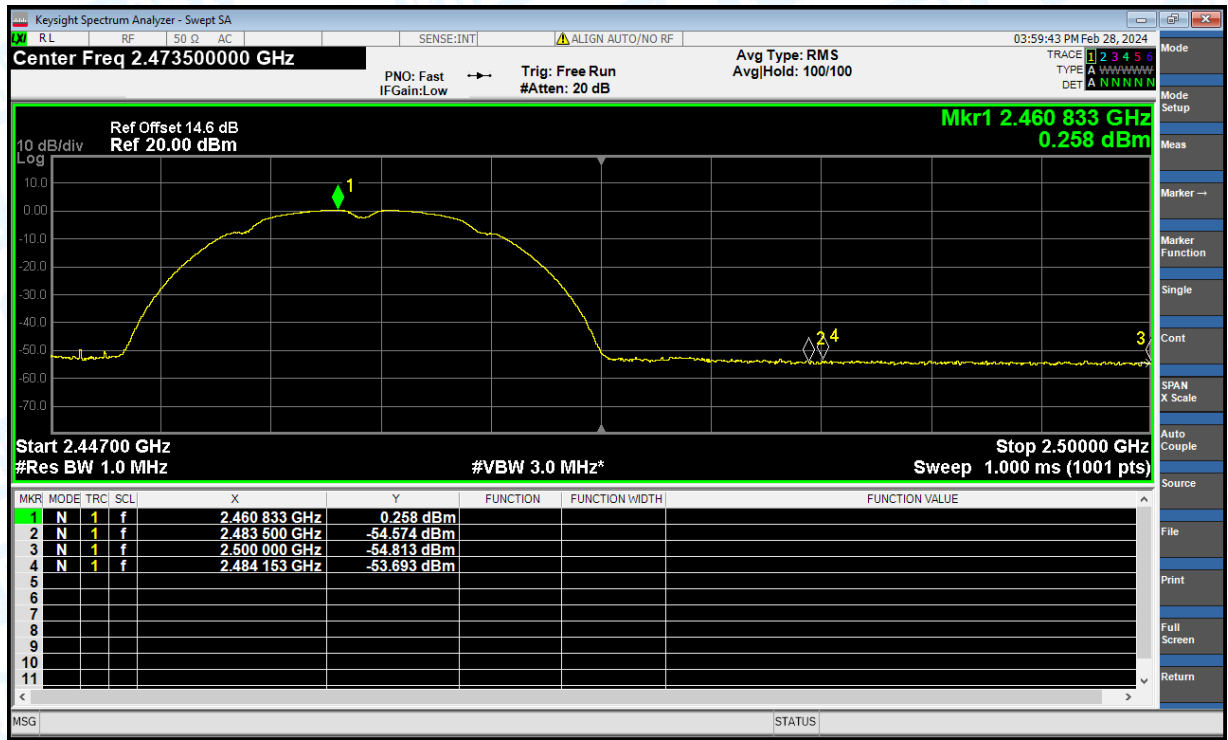 Keysight Spectrum Analyzer - Swept SA
LXI RL RF 50 Ω AC SENSE:INT ALIGN AUTO/NO RF 03:59:43 PM Feb 28, 2024
Center Freq 2.473500000 GHz
PNO: Fast
IFGain:Low
Trig: Free Run
#Atten: 20 dB
Avg Type: RMS
Avg|Hold: 100/100
TRACE 1 2 3 4 5 6
TYPE A WWWWW
DET A N N N N N
Ref Offset 14.6 dB
Ref 20.00 dBm
10 dB/div
Log
Mkr1 2.460 833 GHz
0.258 dBm
10.0
0.00
-10.0
-20.0
-30.0
-40.0
-50.0
-60.0
-70.0
1
2
4
3
Start 2.44700 GHz
Stop 2.50000 GHz
#Res BW 1.0 MHz
#VBW 3.0 MHz*
Sweep 1.000 ms (1001 pts)
MKR MODE TRC SCL X Y FUNCTION FUNCTION WIDTH FUNCTION VALUE
1 N 1 f 2.460 833 GHz 0.258 dBm
2 N 1 f 2.483 500 GHz -54.574 dBm
3 N 1 f 2.500 000 GHz -54.813 dBm
4 N 1 f 2.484 153 GHz -53.693 dBm
5
6
7
8
9
10
11
MSG
STATUS
Mode
Mode
Setup
Meas
Marker →
Marker
Function
Single
Cont
SPAN
X Scale
Auto
Couple
Source
File
Print
Full
Screen
Return